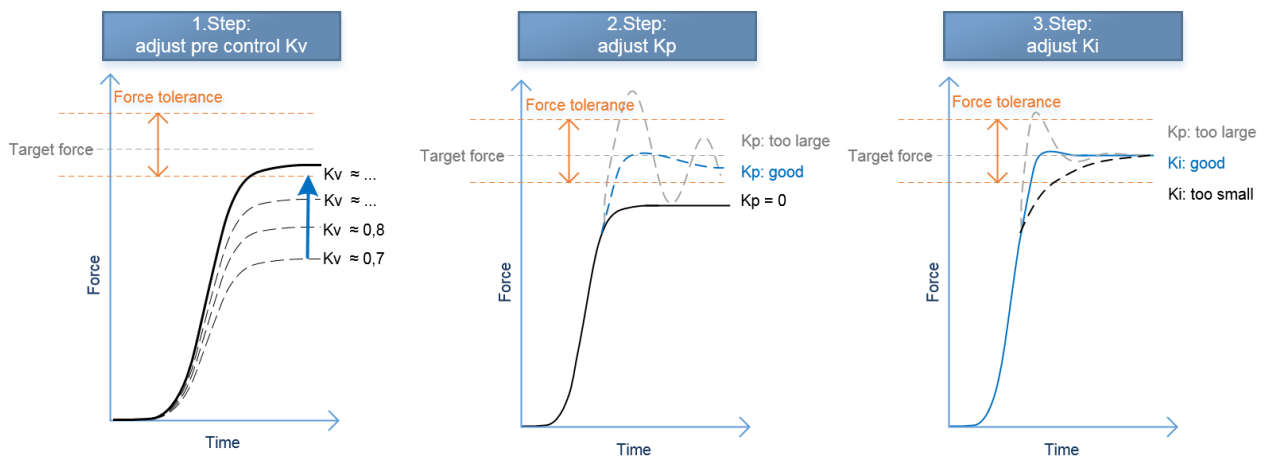 1.Step:
adjust pre control Kv
Force tolerance
Target force
Kv ≈ ...
Kv ≈ ...
Kv ≈ 0,8
Kv ≈ 0,7
Force
Time
2.Step:
adjust Kp
Force tolerance
Kp: too large
Target force
Kp: good
Kp = 0
Force
Time
3.Step:
adjust Ki
Force tolerance
Kp: too large
Target force
Ki: good
Ki: too small
Force
Time